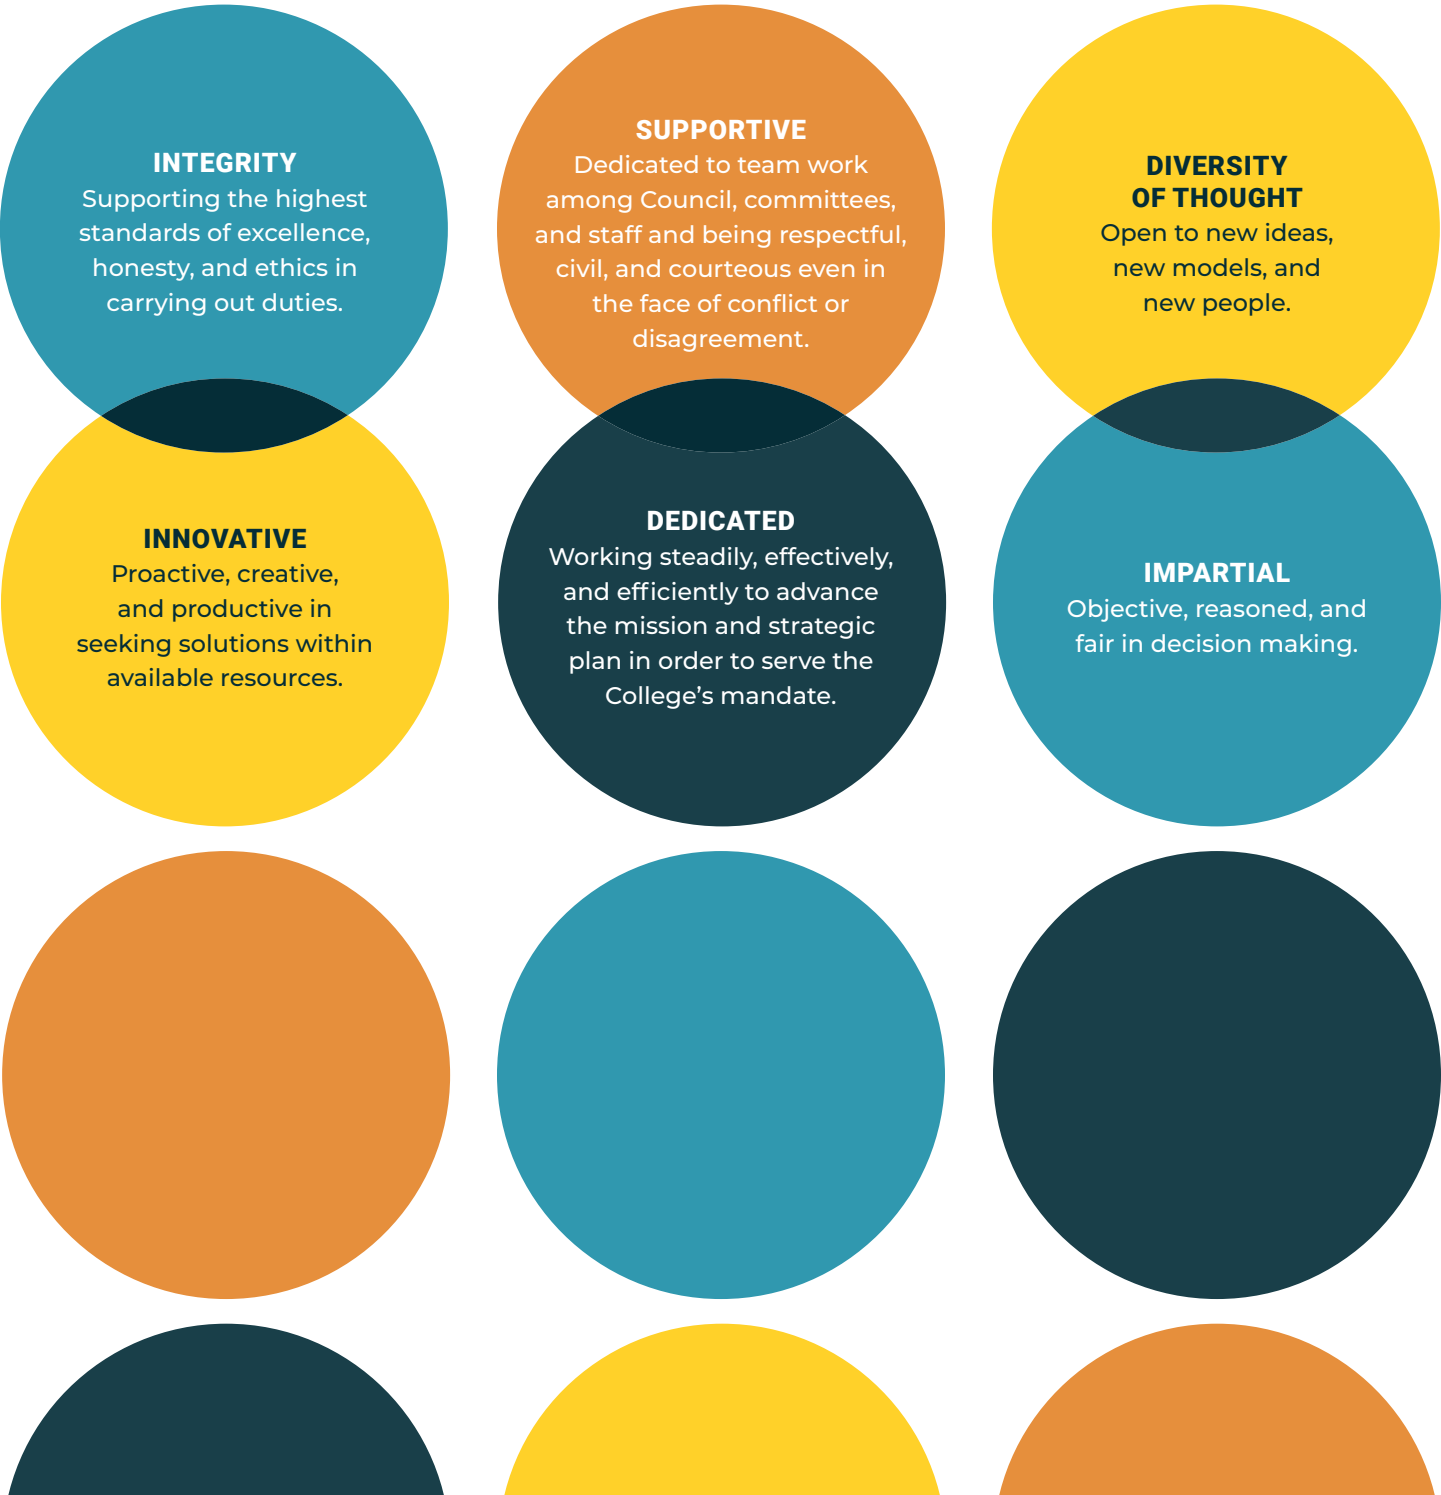 INTEGRITY
Supporting the highest
standards of excellence,
honesty, and ethics in
carrying out duties.
SUPPORTIVE
Dedicated to team work
among Council, committees,
and staff and being respectful,
civil, and courteous even in
the face of conflict or
disagreement.
DIVERSITY
OF THOUGHT
Open to new ideas,
new models, and
new people.
INNOVATIVE
Proactive, creative,
and productive in
seeking solutions within
available resources.
DEDICATED
Working steadily, effectively,
and efficiently to advance
the mission and strategic
plan in order to serve the
College’s mandate.
IMPARTIAL
Objective, reasoned, and
fair in decision making.